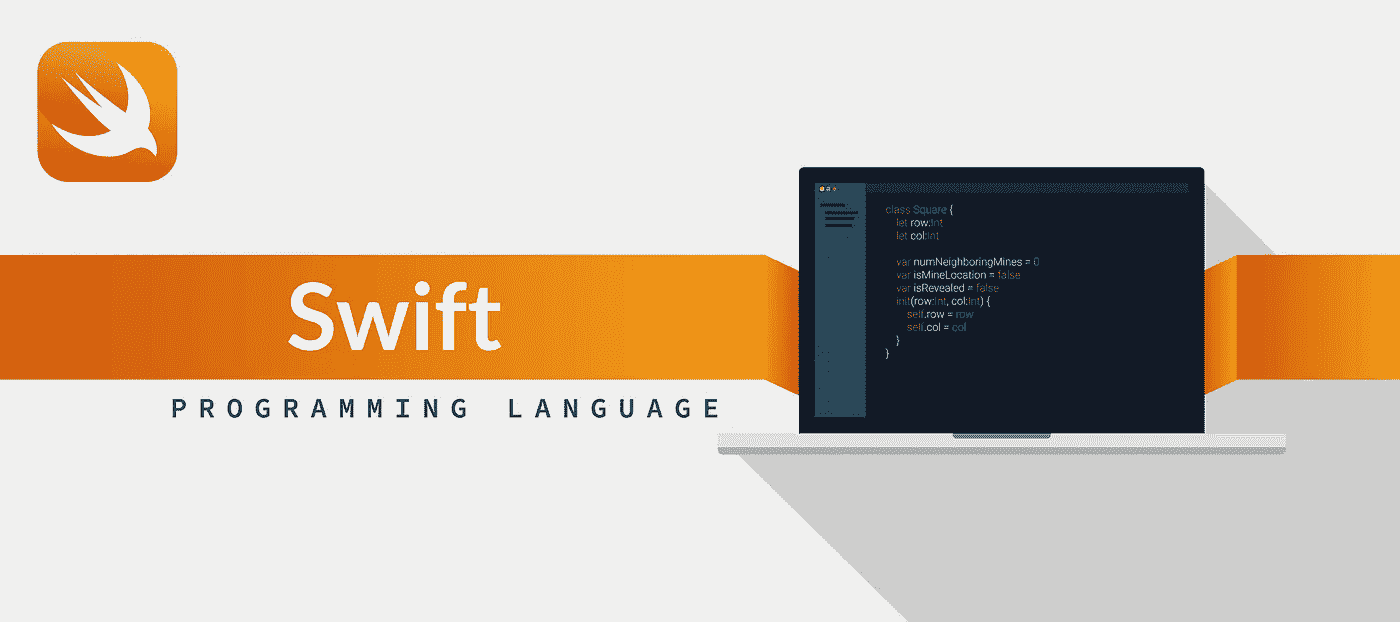 Swift
PROGRAMMING LANGUAGE
class Square {
let row:Int
let col:Int
var numNeighboringMines = 0
var isMineLocation = false
var isRevealed = false
init(row:Int, col:Int) {
self.row = row
self.col = col
}
}